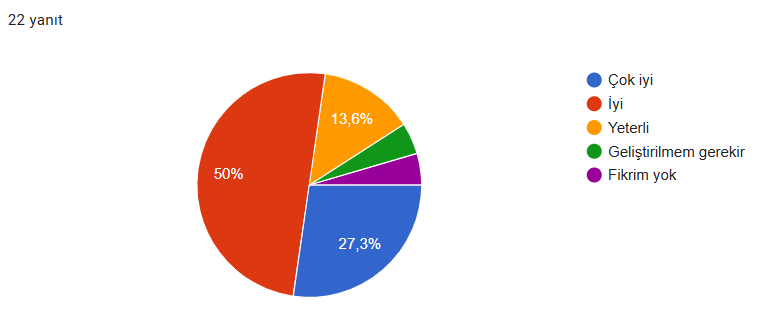 22 yanıt
Çok iyi
İyi
Yeterli
Geliştirilmem gerekir
Fikrim yok
13,6%
50%
27,3%